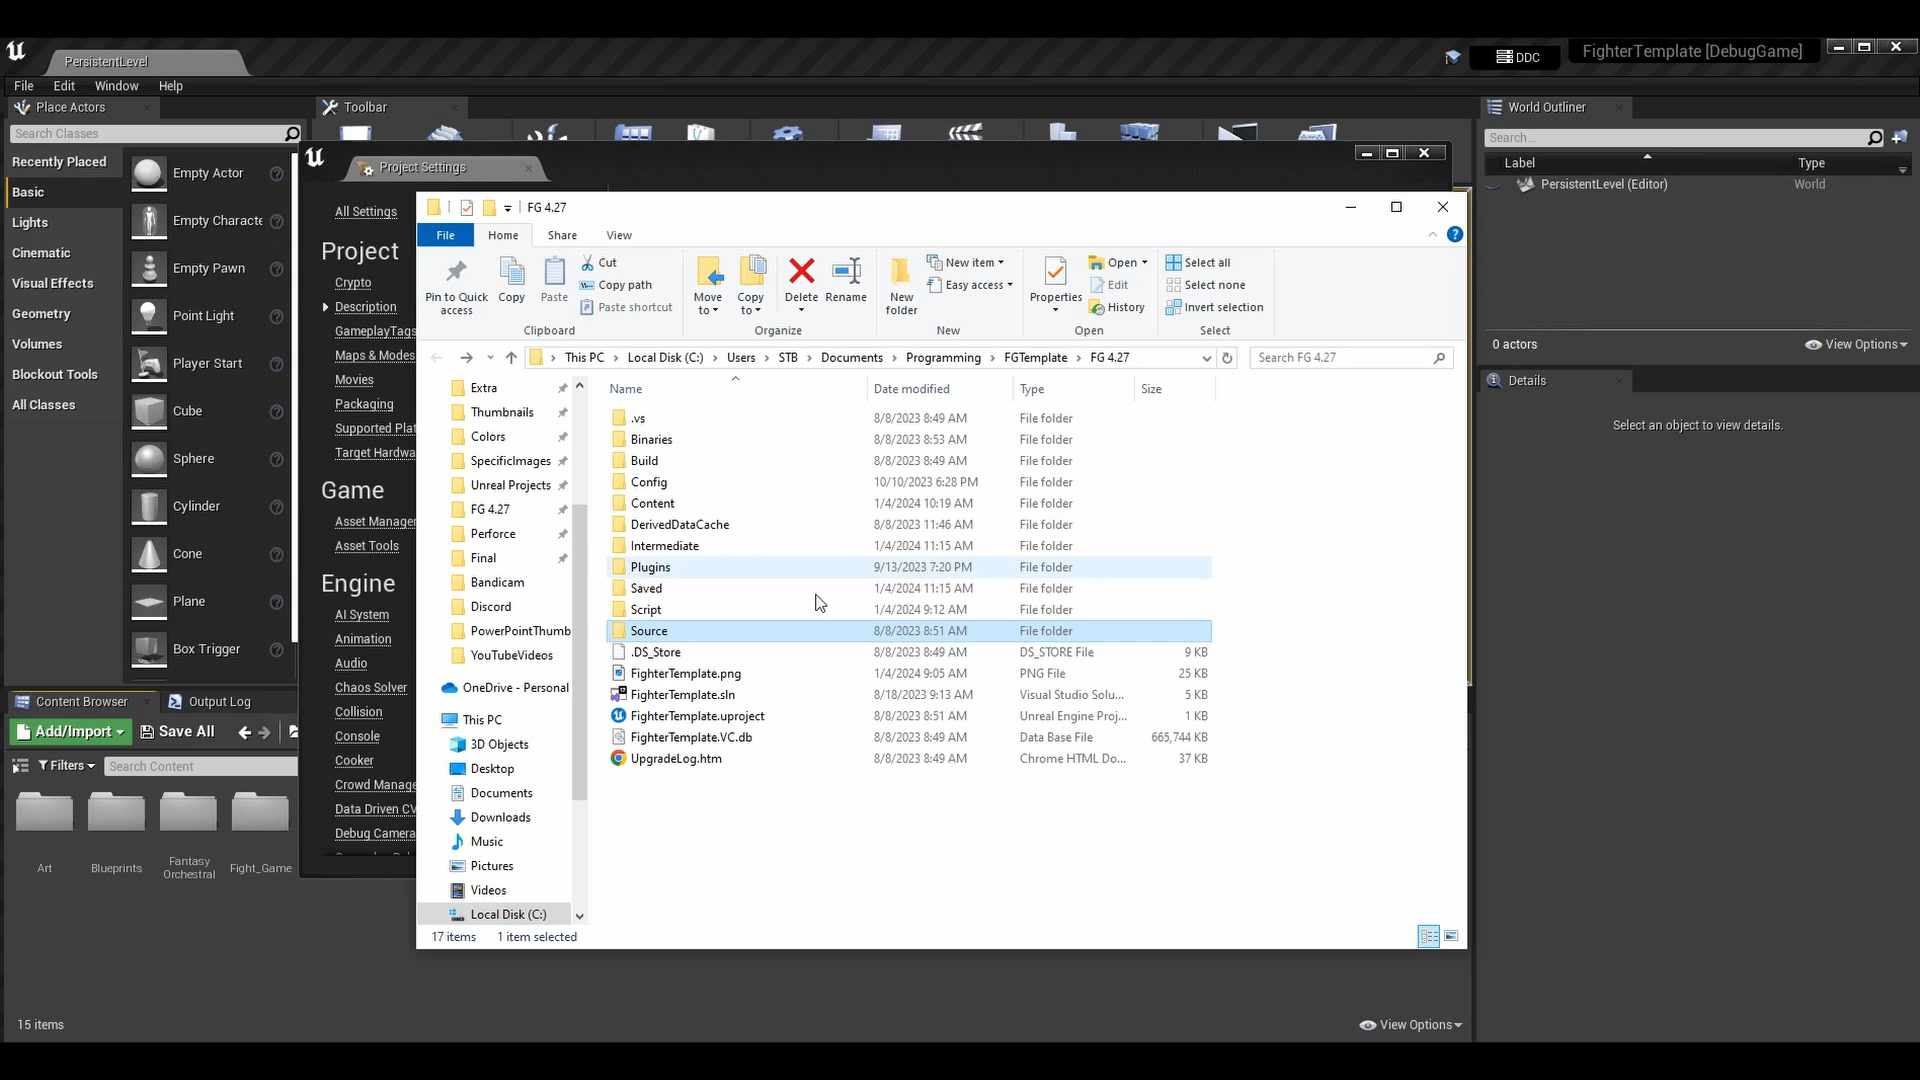 PersistentLevel
DDC
FighterTemplate [DebugGame]
File Edit Window Help
Place Actors
Search Classes
Recently Placed
Basic
Lights
Cinematic
Visual Effects
Geometry
Volumes
Blockout Tools
All Classes
Empty Actor
Empty Characte
Empty Pawn
Point Light
Player Start
Cube
Sphere
Cylinder
Cone
Plane
Box Trigger
Toolbar
Project Settings
All Settings
Project
Crypto
Description
GameplayTags
Maps & Modes
Movies
Packaging
Supported Plat
Target Hardwa
Game
Asset Manager
Asset Tools
Engine
AI System
Animation
Audio
Chaos Solver
Collision
Console
Cooker
Crowd Manage
Data Driven CV
Debug Camera
FG 4.27
File Home Share View
Pin to Quick access
Copy
Paste
Cut
Copy path
Paste shortcut
Clipboard
Move to
Copy to
Delete
Rename
Organize
New folder
New item
Easy access
New
Properties
Open
Edit
History
Open
Select all
Select none
Invert selection
Select
This PC > Local Disk (C:) > Users > STB > Documents > Programming > FGTemplate > FG 4.27
Search FG 4.27
Extra
Thumbnails
Colors
SpecificImages
Unreal Projects
FG 4.27
Perforce
Final
Bandicam
Discord
PowerPointThumb
YouTubeVideos
OneDrive - Personal
This PC
3D Objects
Desktop
Documents
Downloads
Music
Pictures
Videos
Local Disk (C:)
Name Date modified Type Size
.vs 8/8/2023 8:49 AM File folder
Binaries 8/8/2023 8:53 AM File folder
Build 8/8/2023 8:49 AM File folder
Config 10/10/2023 6:28 PM File folder
Content 1/4/2024 10:19 AM File folder
DerivedDataCache 8/8/2023 11:46 AM File folder
Intermediate 1/4/2024 11:15 AM File folder
Plugins 9/13/2023 7:20 PM File folder
Saved 1/4/2024 11:15 AM File folder
Script 1/4/2024 9:12 AM File folder
Source 8/8/2023 8:51 AM File folder
.DS_Store 8/8/2023 8:49 AM DS_STORE File 9 KB
FighterTemplate.png 1/4/2024 9:05 AM PNG File 25 KB
FighterTemplate.sln 8/18/2023 9:13 AM Visual Studio Solu... 5 KB
FighterTemplate.uproject 8/8/2023 8:51 AM Unreal Engine Proj... 1 KB
FighterTemplate.VC.db 8/8/2023 8:49 AM Data Base File 665,744 KB
UpgradeLog.htm 8/8/2023 8:49 AM Chrome HTML Do... 37 KB
17 items 1 item selected
World Outliner
Search...
Label Type
PersistentLevel (Editor) World
0 actors View Options
Details
Select an object to view details.
Content Browser Output Log
Add/Import Save All
Filters Search Content
Art
Blueprints
Fantasy Orchestral
Fight_Game
15 items
View Options